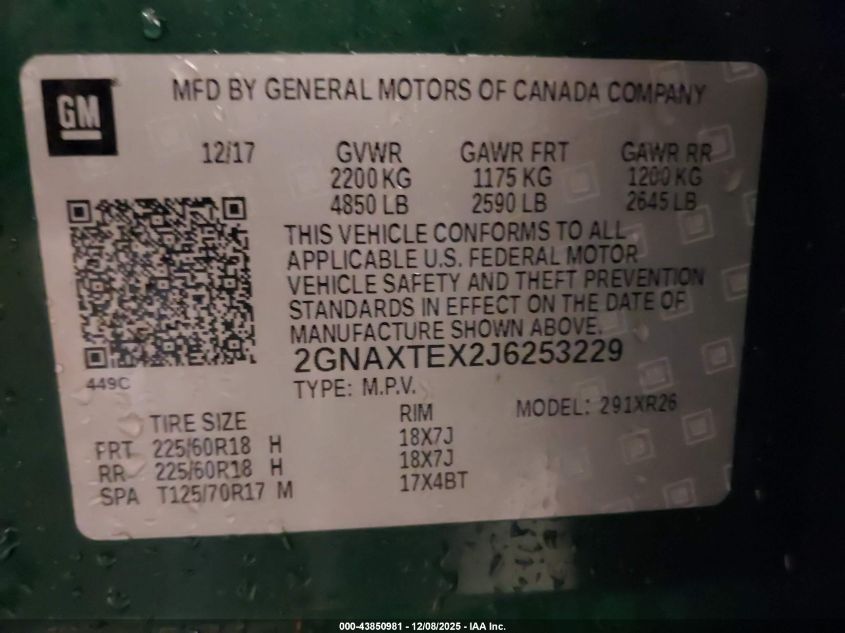 GM
MFD BY GENERAL MOTORS OF CANADA COMPANY
12/17 GVWR GAWR FRT GAWR RR
2200 KG 1175 KG 1200 KG
4850 LB 2590 LB 2645 LB
THIS VEHICLE CONFORMS TO ALL
APPLICABLE U.S. FEDERAL MOTOR
VEHICLE SAFETY AND THEFT PREVENTION
STANDARDS IN EFFECT ON THE DATE OF
MANUFACTURE SHOWN ABOVE.
2GNAXTEX2J6253229
449C
TYPE: M.P.V.
TIRE SIZE RIM MODEL: 291XR26
FRT 225/60R18 H 18X7J
RR 225/60R18 H 18X7J
SPA T125/70R17 M 17X4BT
000-43850981 - 12/08/2025 - IAA Inc.